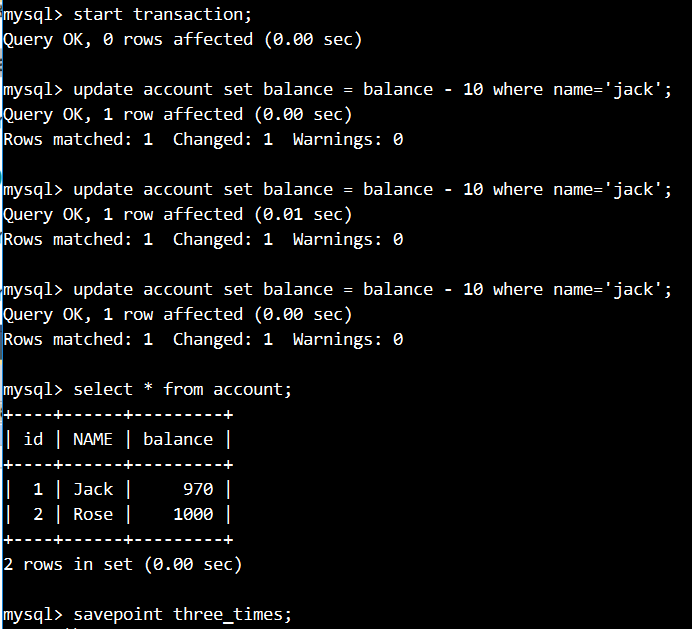 mysql> start transaction;
Query OK, 0 rows affected (0.00 sec)
mysql> update account set balance = balance - 10 where name='jack';
Query OK, 1 row affected (0.00 sec)
Rows matched: 1  Changed: 1  Warnings: 0
mysql> update account set balance = balance - 10 where name='jack';
Query OK, 1 row affected (0.01 sec)
Rows matched: 1  Changed: 1  Warnings: 0
mysql> update account set balance = balance - 10 where name='jack';
Query OK, 1 row affected (0.00 sec)
Rows matched: 1  Changed: 1  Warnings: 0
mysql> select * from account;
+----+------+---------+
| id | NAME | balance |
+----+------+---------+
|  1 | Jack |     970 |
|  2 | Rose |    1000 |
+----+------+---------+
2 rows in set (0.00 sec)
mysql> savepoint three_times;